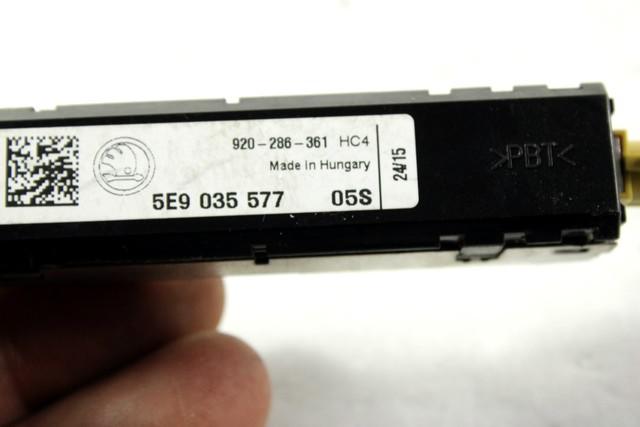 920-286-361 HC4
Made in Hungary
5E9 035 577 05S
24/15
>PBT<